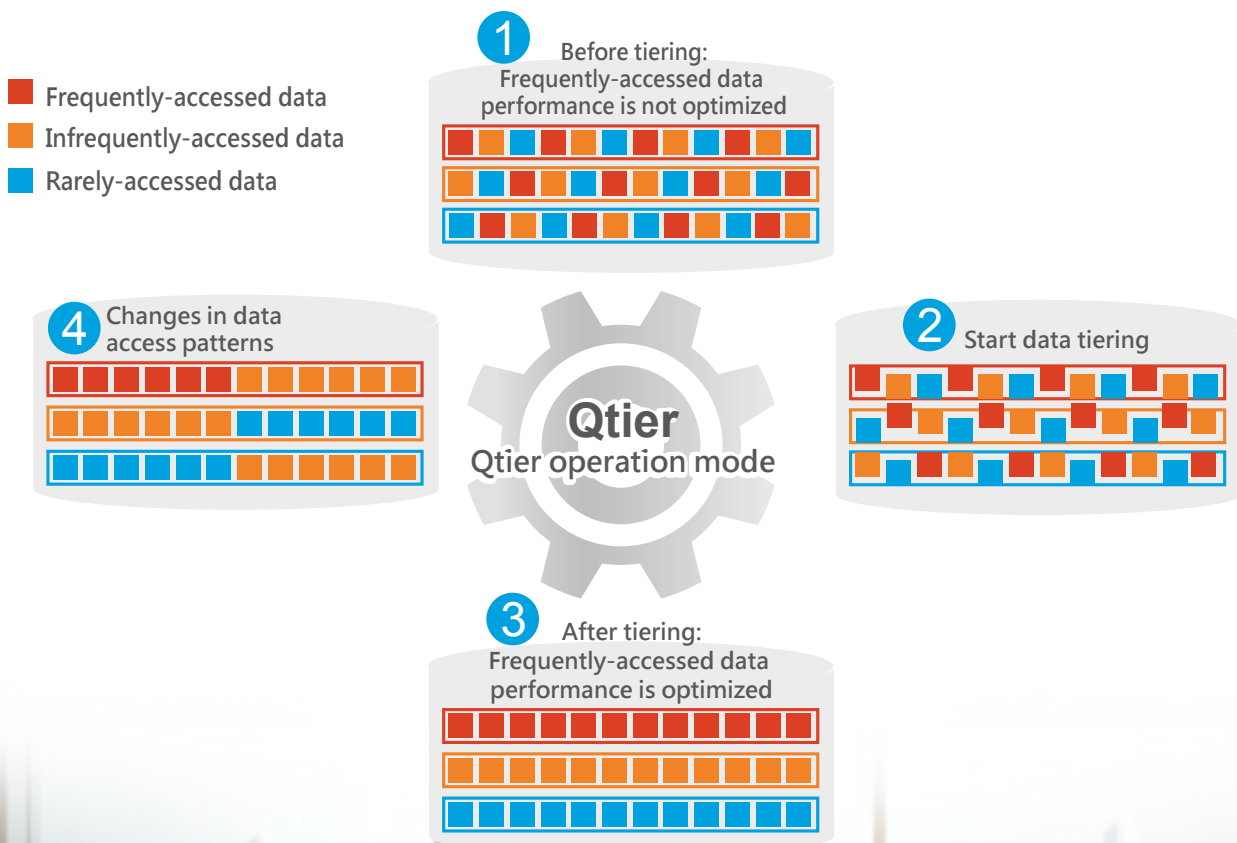 Frequently-accessed data
Infrequently-accessed data
Rarely-accessed data
1
Before tiering:
Frequently-accessed data
performance is not optimized
2
Start data tiering
3
After tiering:
Frequently-accessed data
performance is optimized
4
Changes in data
access patterns
Qtier
Qtier operation mode